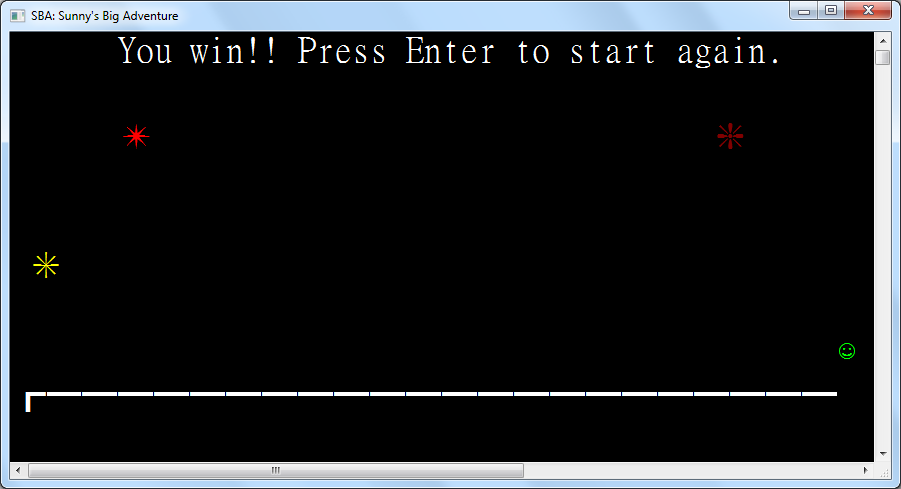 SBA: Sunny's Big Adventure
You win!! Press Enter to start again.